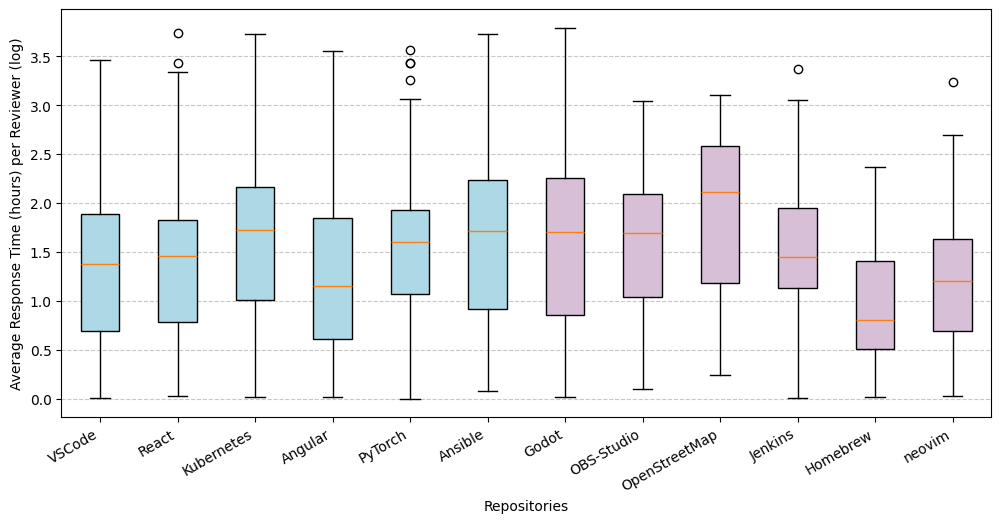 Average Response Time (hours) per Reviewer (log)
3.5
3.0
2.5
2.0
1.5
1.0
0.5
0.0
VSCode
React
Kubernetes
Angular
PyTorch
Ansible
Godot
OBS-Studio
OpenStreetMap
Jenkins
Homebrew
neovim
Repositories